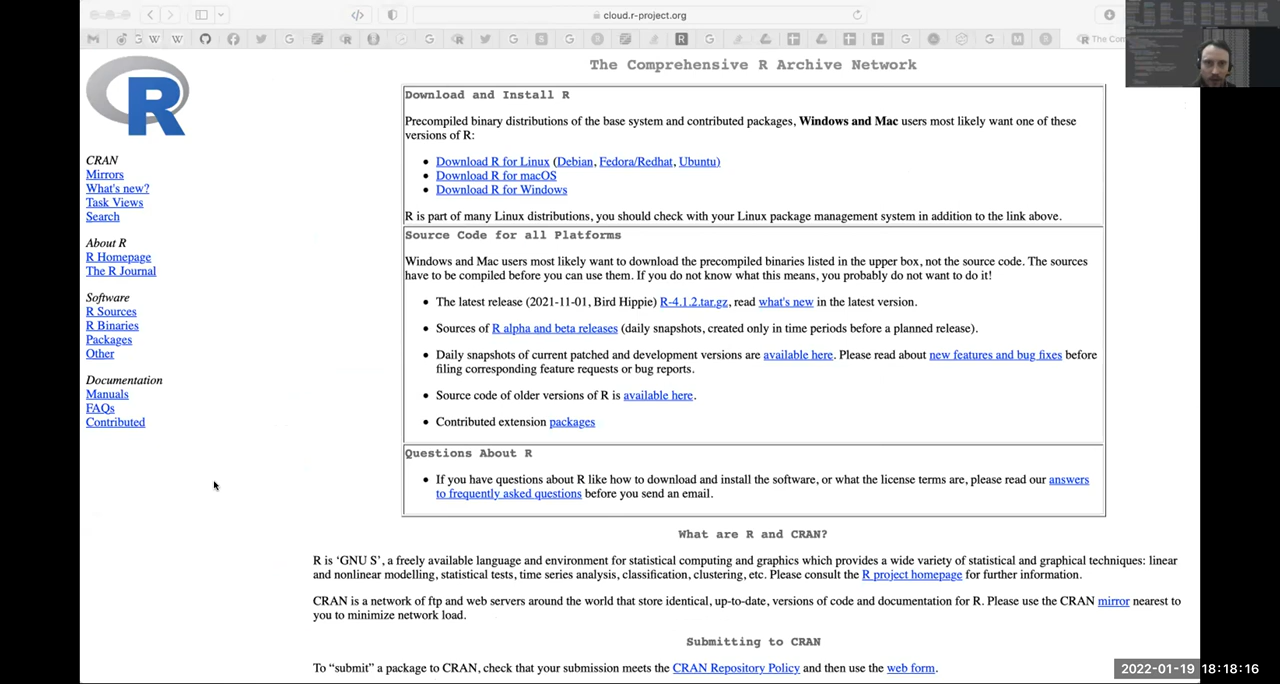 cloud.r-project.org
The Com
The Comprehensive R Archive Network
R
CRAN
Mirrors
What's new?
Task Views
Search
About R
R Homepage
The R Journal
Software
R Sources
R Binaries
Packages
Other
Documentation
Manuals
FAQs
Contributed
Download and Install R
Precompiled binary distributions of the base system and contributed packages, Windows and Mac users most likely want one of these
versions of R:
Download R for Linux (Debian, Fedora/Redhat, Ubuntu)
Download R for macOS
Download R for Windows
R is part of many Linux distributions, you should check with your Linux package management system in addition to the link above.
Source Code for all Platforms
Windows and Mac users most likely want to download the precompiled binaries listed in the upper box, not the source code. The sources
have to be compiled before you can use them. If you do not know what this means, you probably do not want to do it!
The latest release (2021-11-01, Bird Hippie) R-4.1.2.tar.gz, read what's new in the latest version.
Sources of R alpha and beta releases (daily snapshots, created only in time periods before a planned release).
Daily snapshots of current patched and development versions are available here. Please read about new features and bug fixes before
filing corresponding feature requests or bug reports.
Source code of older versions of R is available here.
Contributed extension packages
Questions About R
If you have questions about R like how to download and install the software, or what the license terms are, please read our answers
to frequently asked questions before you send an email.
What are R and CRAN?
R is ‘GNU S’, a freely available language and environment for statistical computing and graphics which provides a wide variety of statistical and graphical techniques: linear
and nonlinear modelling, statistical tests, time series analysis, classification, clustering, etc. Please consult the R project homepage for further information.
CRAN is a network of ftp and web servers around the world that store identical, up-to-date, versions of code and documentation for R. Please use the CRAN mirror nearest to
you to minimize network load.
Submitting to CRAN
To “submit” a package to CRAN, check that your submission meets the CRAN Repository Policy and then use the web form.
2022-01-19 18:18:16